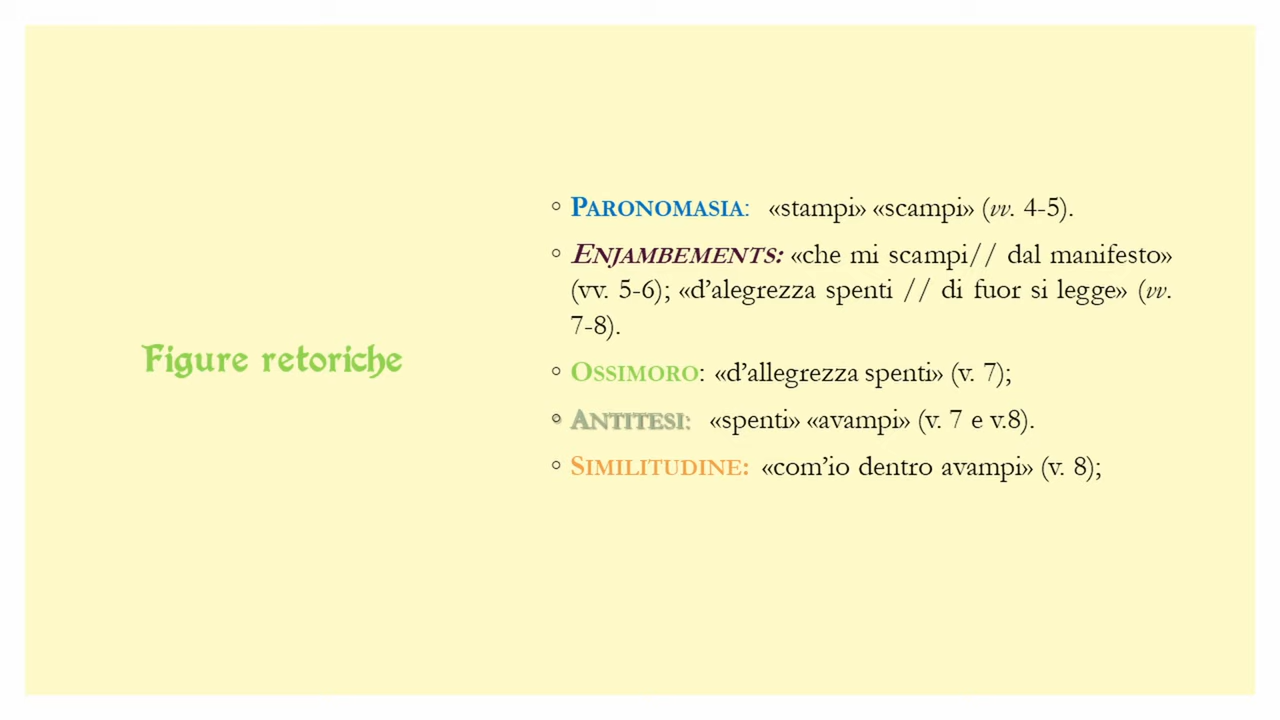 Figure retoriche
◦ PARONOMASIA: «stampi» «scampi» (vv. 4-5).
◦ ENJAMBEMENTS: «che mi scampi// dal manifesto»
(vv. 5-6); «d’alegrezza spenti // di fuor si legge» (vv.
7-8).
◦ OSSIMORO: «d’allegrezza spenti» (v. 7);
◦ ANTITESI: «spenti» «avampi» (v. 7 e v.8).
◦ SIMILITUDINE: «com’io dentro avampi» (v. 8);